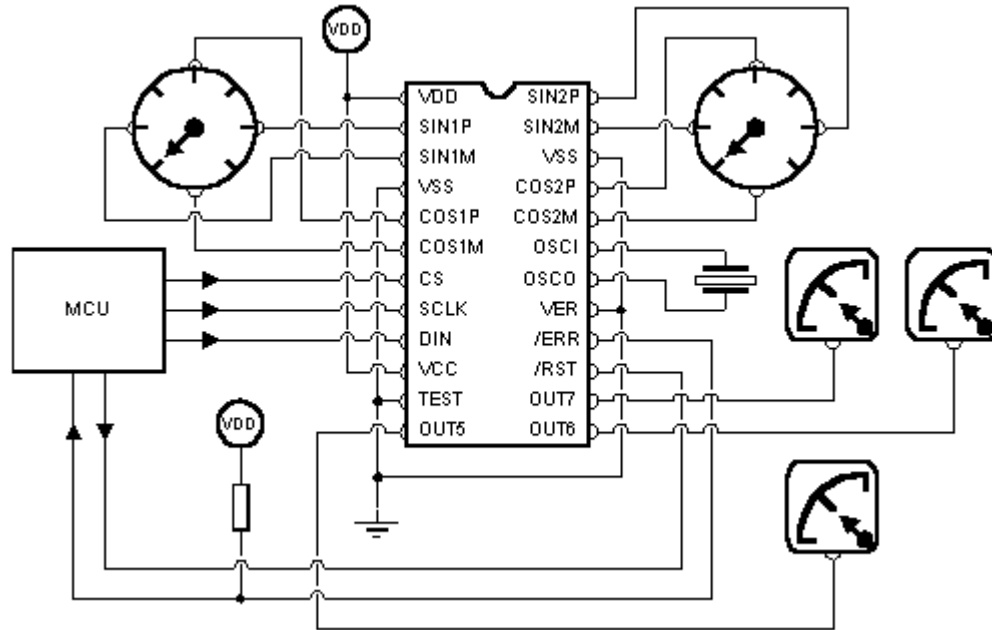 VDD
VDD
SIN1P
SIN1M
VSS
COS1P
COS1M
CS
SCLK
DIN
VCC
TEST
OUT5
SIN2P
SIN2M
VSS
COS2P
COS2M
OSCI
OSCO
VER
/ERR
/RST
OUT7
OUT6
MCU
VDD